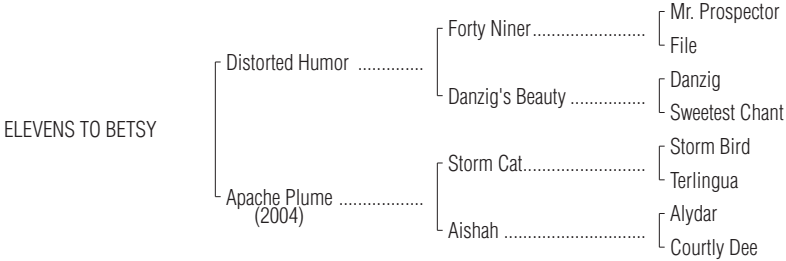 Mr. Prospector
Forty Niner........................
File
Distorted Humor ..............
Danzig
Danzig's Beauty ................
Sweetest Chant
ELEVENS TO BETSY
Storm Bird
Storm Cat..........................
Terlingua
Apache Plume ..................
(2004)
Alydar
Aishah ..............................
Courtly Dee